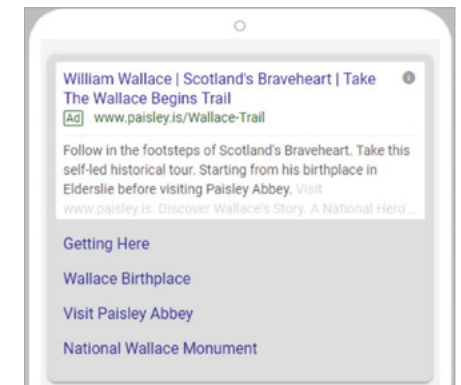 William Wallace | Scotland's Braveheart | Take
The Wallace Begins Trail
Ad www.paisley.is/Wallace-Trail
Follow in the footsteps of Scotland's Braveheart. Take this
self-led historical tour. Starting from his birthplace in
Elderslie before visiting Paisley Abbey. Visit
www.paisley.is. Discover Wallace's Story. A National Hero'...
Getting Here
Wallace Birthplace
Visit Paisley Abbey
National Wallace Monument